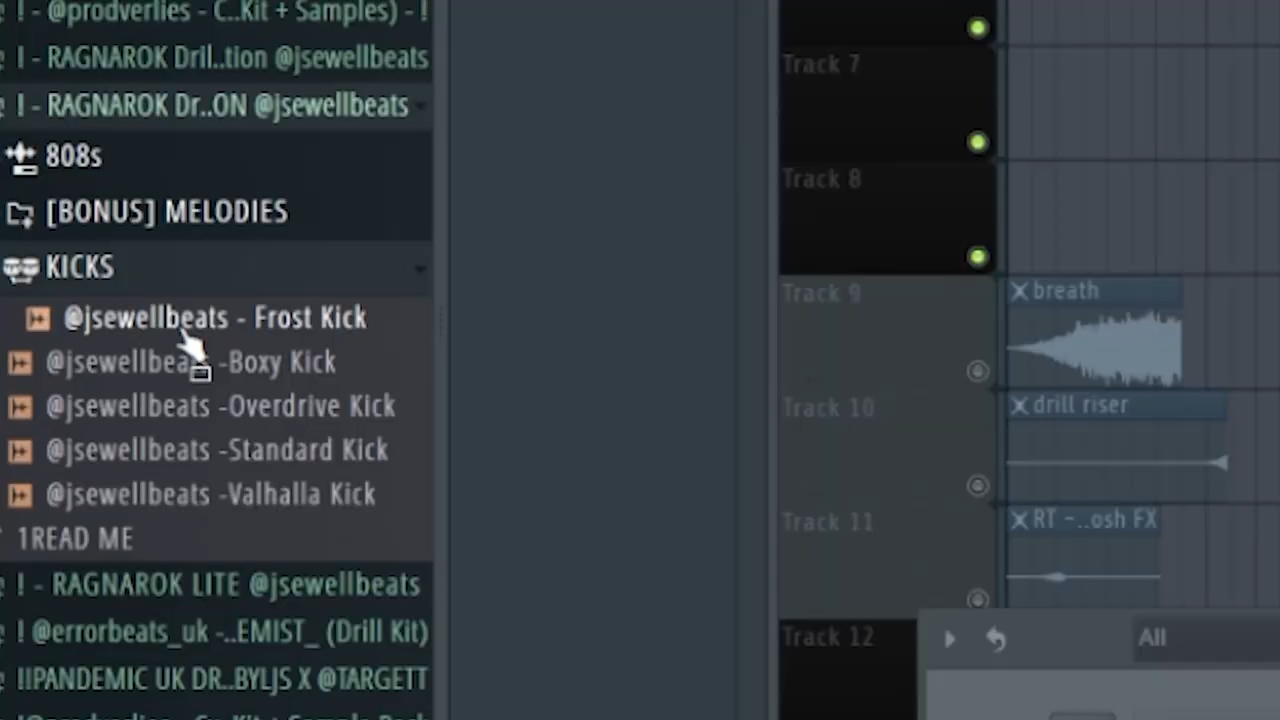 ! - @prodverlies - C..Kit + Samples) - !
! - RAGNAROK Dril..tion @jsewellbeats
! - RAGNAROK Dr..ON @jsewellbeats
808s
[BONUS] MELODIES
KICKS
@jsewellbeats - Frost Kick
@jsewellbeats -Boxy Kick
@jsewellbeats -Overdrive Kick
@jsewellbeats -Standard Kick
@jsewellbeats -Valhalla Kick
1READ ME
! - RAGNAROK LITE @jsewellbeats
! @errorbeats_uk -..EMIST_ (Drill Kit)
!!PANDEMIC UK DR..BYLJS X @TARGETT
Track 7
Track 8
Track 9
breath
Track 10
drill riser
Track 11
RT -..osh FX
Track 12
All